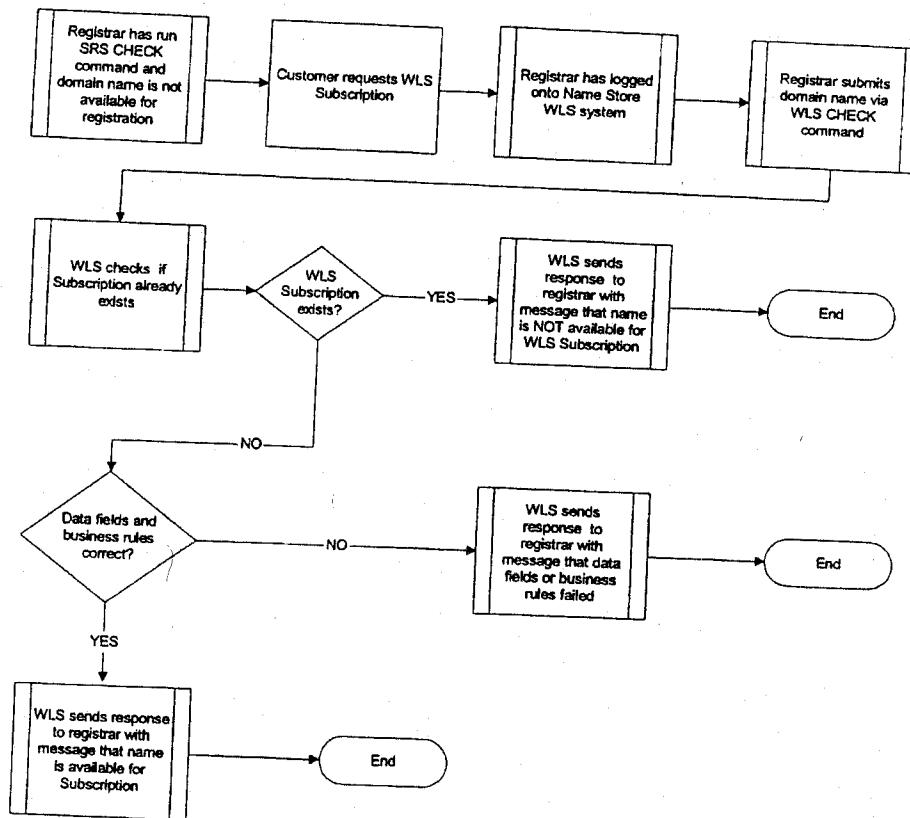 Registrar has run
SRS CHECK
command and
domain name is not
available for
registration
Customer requests WLS
Subscription
Registrar has logged
onto Name Store
WLS system
Registrar submits
domain name via
WLS CHECK
command
WLS checks if
Subscription already
exists
WLS
Subscription
exists?
YES
WLS sends
response to
registrar with
message that name
is NOT available for
WLS Subscription
End
NO
Data fields and
business rules
correct?
NO
WLS sends
response to
registrar with
message that data
fields or business
rules failed
End
YES
WLS sends response
to registrar with
message that name
is available for
Subscription
End